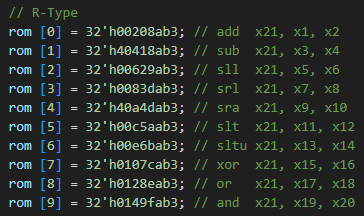 // R-Type
rom [0] = 32'h00208ab3; // add  x21, x1, x2
rom [1] = 32'h40418ab3; // sub  x21, x3, x4
rom [2] = 32'h00629ab3; // sll  x21, x5, x6
rom [3] = 32'h0083dab3; // srl  x21, x7, x8
rom [4] = 32'h40a4dab3; // sra  x21, x9, x10
rom [5] = 32'h00c5aab3; // slt  x21, x11, x12
rom [6] = 32'h00e6bab3; // sltu x21, x13, x14
rom [7] = 32'h0107cab3; // xor  x21, x15, x16
rom [8] = 32'h0128eab3; // or   x21, x17, x18
rom [9] = 32'h0149fab3; // and  x21, x19, x20